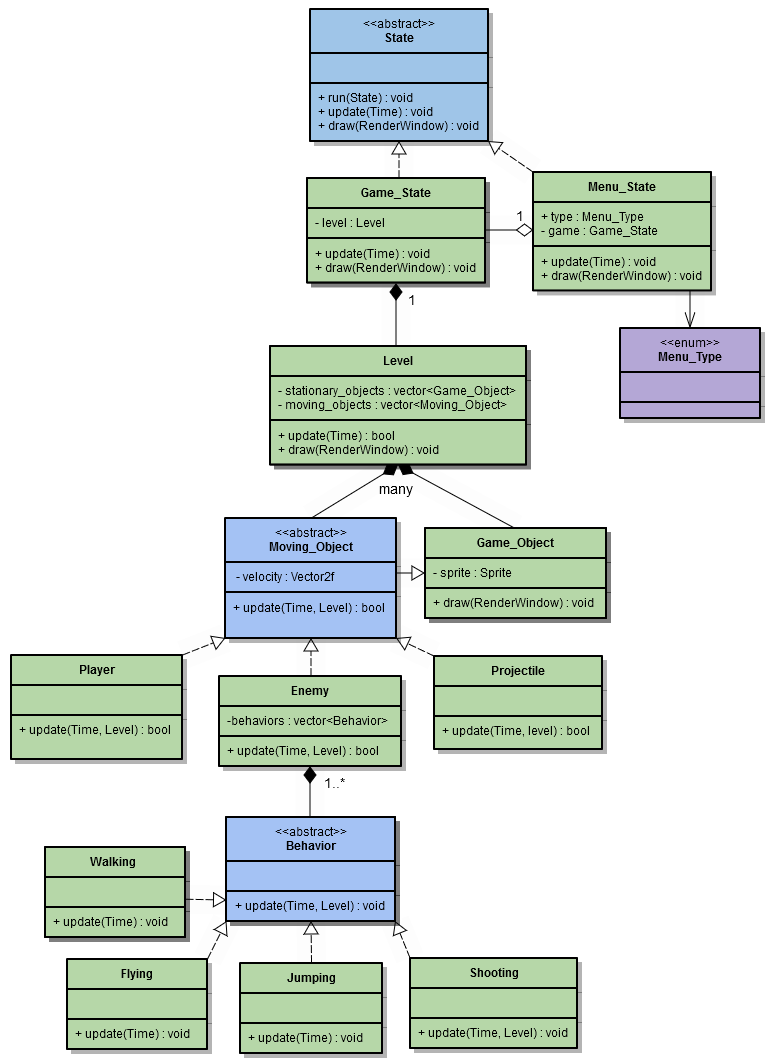 <<abstract>>
State
+ run(State) : void
+ update(Time) : void
+ draw(RenderWindow) : void
Game_State
- level : Level
+ update(Time) : void
+ draw(RenderWindow) : void
1
Menu_State
+ type : Menu_Type
- game : Game_State
+ update(Time) : void
+ draw(RenderWindow) : void
1
<<enum>>
Menu_Type
Level
- stationary_objects : vector<Game_Object>
- moving_objects : vector<Moving_Object>
+ update(Time) : bool
+ draw(RenderWindow) : void
many
<<abstract>>
Moving_Object
- velocity : Vector2f
+ update(Time, Level) : bool
Game_Object
- sprite : Sprite
+ draw(RenderWindow) : void
Player
+ update(Time, Level) : bool
Enemy
-behaviors : vector<Behavior>
+ update(Time, Level) : bool
Projectile
+ update(Time, level) : bool
1..*
<<abstract>>
Behavior
+ update(Time, Level) : void
Walking
+ update(Time) : void
Flying
+ update(Time) : void
Jumping
+ update(Time) : void
Shooting
+ update(Time, Level) : void